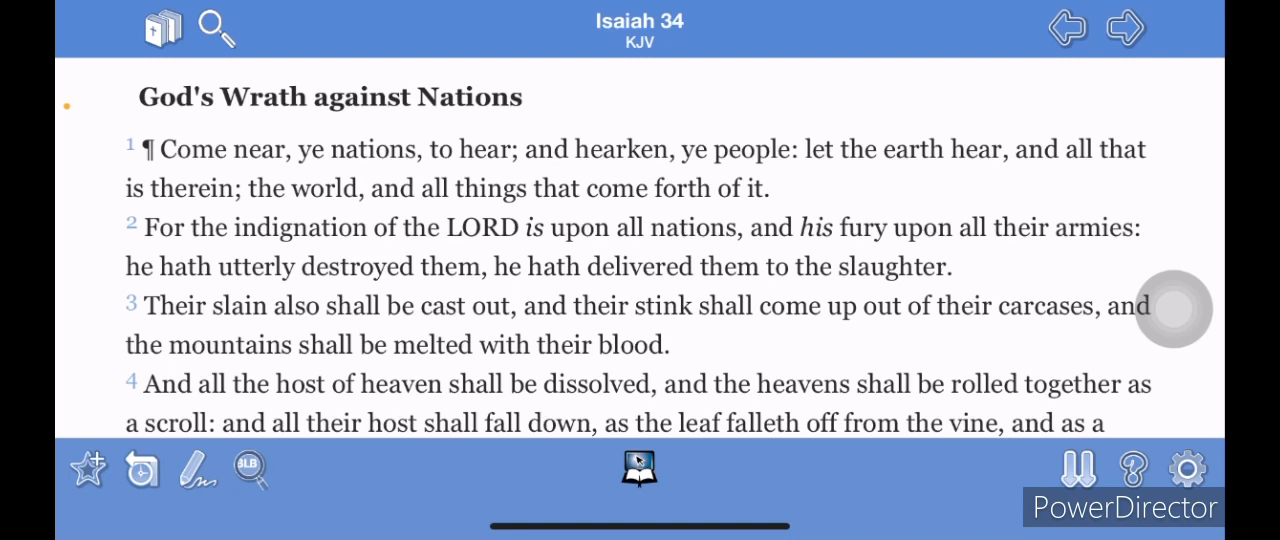 Isaiah 34
KJV
God's Wrath against Nations
1 ¶ Come near, ye nations, to hear; and hearken, ye people: let the earth hear, and all that
is therein; the world, and all things that come forth of it.
2 For the indignation of the LORD is upon all nations, and his fury upon all their armies:
he hath utterly destroyed them, he hath delivered them to the slaughter.
3 Their slain also shall be cast out, and their stink shall come up out of their carcases, and
the mountains shall be melted with their blood.
4 And all the host of heaven shall be dissolved, and the heavens shall be rolled together as
a scroll: and all their host shall fall down, as the leaf falleth off from the vine, and as a
BLB
PowerDirector